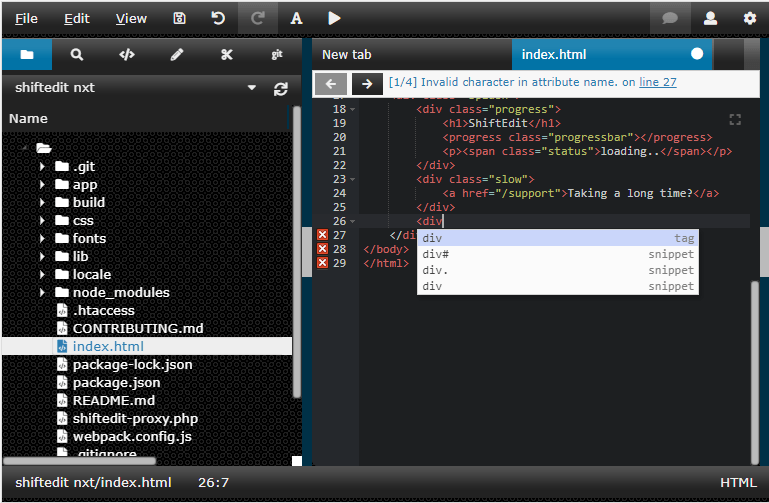 File Edit View A
git
shiftedit nxt
Name
.git
app
build
css
fonts
lib
locale
node_modules
.htaccess
CONTRIBUTING.md
index.html
package-lock.json
package.json
README.md
shiftedit-proxy.php
webpack.config.js
.gitignore
New tab index.html
[1/4] Invalid character in attribute name. on line 27
18 <div class="progress">
19 <h1>ShiftEdit</h1>
20 <progress class="progressbar"></progress>
21 <p><span class="status">loading..</span></p>
22 </div>
23 <div class="slow">
24 <a href="/support">Taking a long time?</a>
25 </div>
26 <div
27 </di
28 </body>
29 </html>
div tag
div# snippet
div. snippet
div snippet
shiftedit nxt/index.html 26:7 HTML